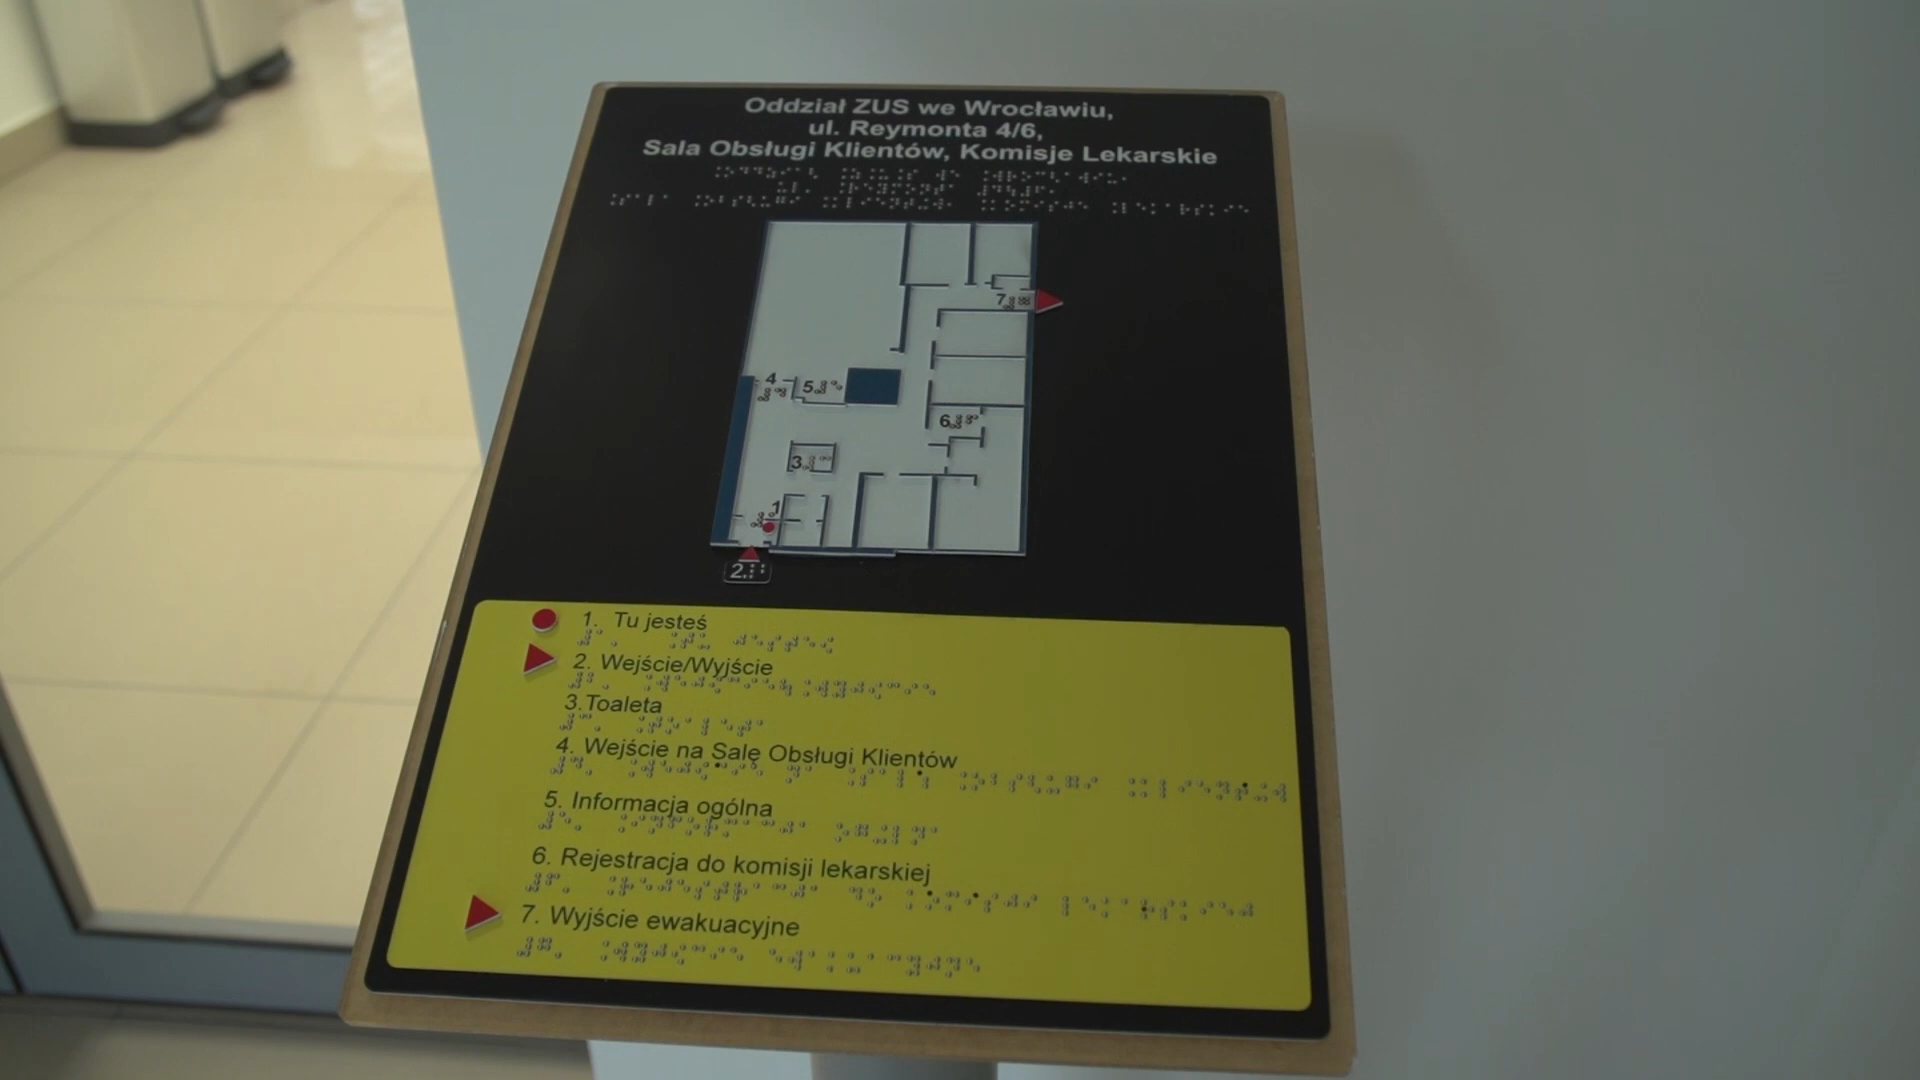 Oddział ZUS we Wrocławiu,
ul. Reymonta 4/6,
Sala Obsługi Klientów, Komisje Lekarskie
7
4
5
6
3
1
2
1. Tu jesteś
2. Wejście/Wyjście
3.Toaleta
4. Wejście na Salę Obsługi Klientów
5. Informacja ogólna
6. Rejestracja do komisji lekarskiej
7. Wyjście ewakuacyjne